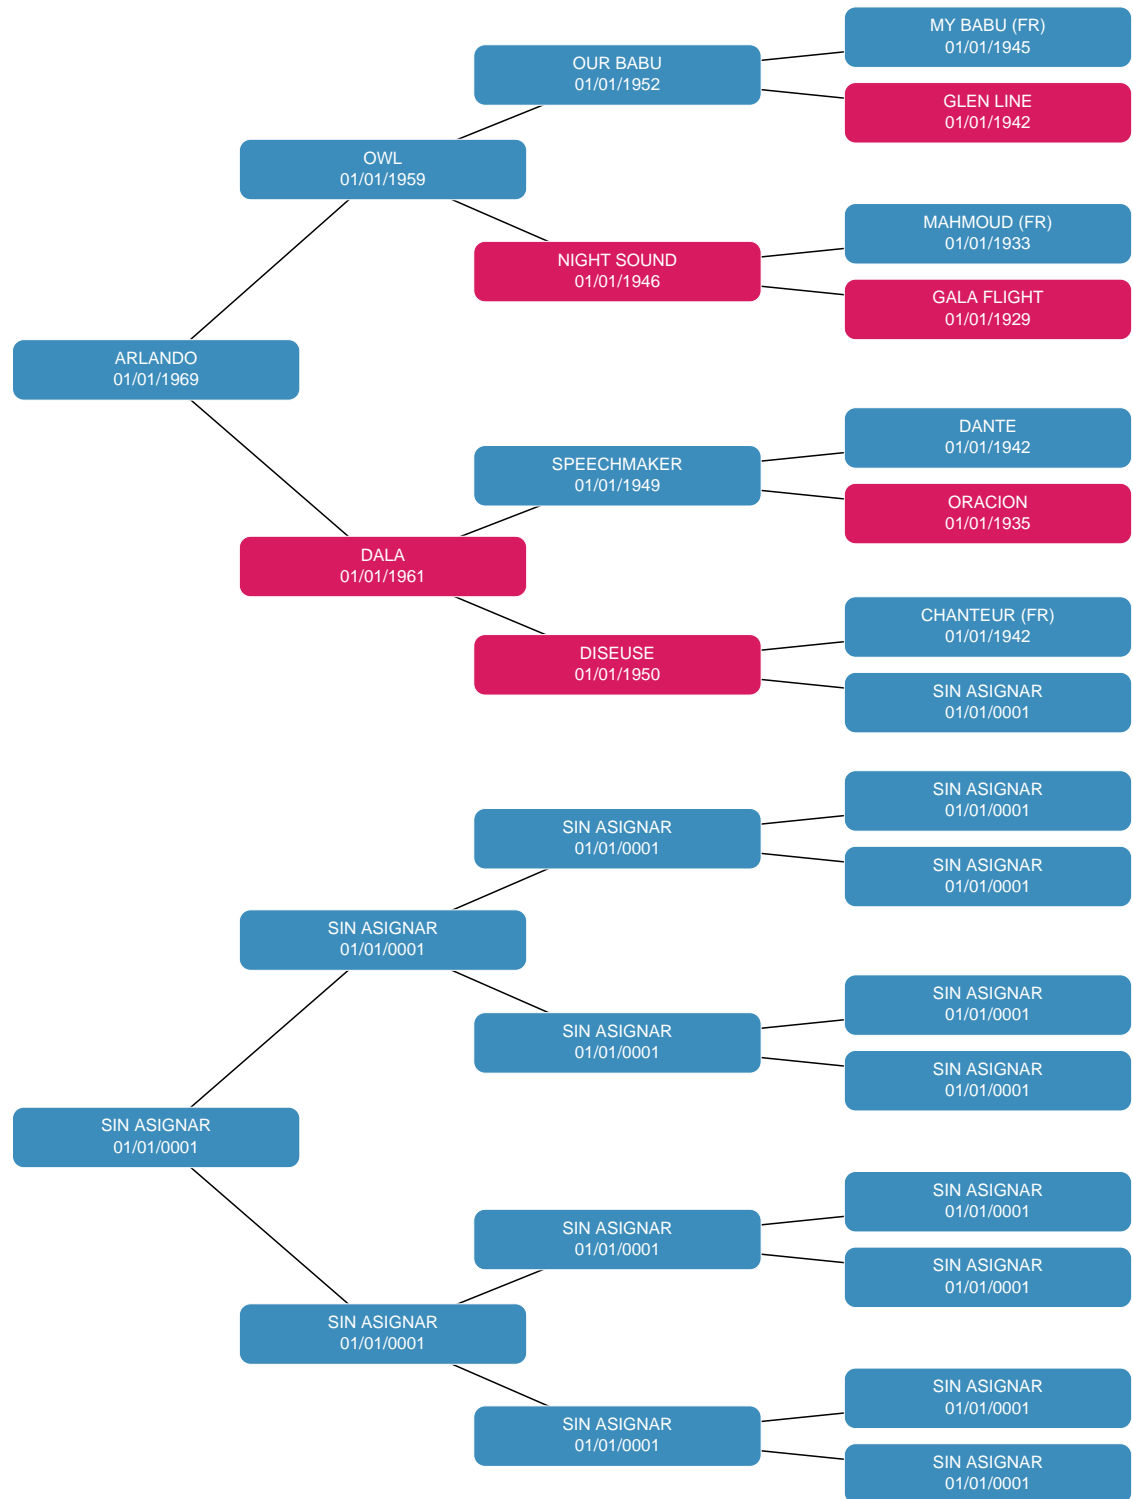 MY BABU (FR)
01/01/1945
OUR BABU
01/01/1952
GLEN LINE
01/01/1942
OWL
01/01/1959
MAHMOUD (FR)
01/01/1933
NIGHT SOUND
01/01/1946
GALA FLIGHT
01/01/1929
ARLANDO
01/01/1969
DANTE
01/01/1942
SPEECHMAKER
01/01/1949
ORACION
01/01/1935
DALA
01/01/1961
CHANTEUR (FR)
01/01/1942
DISEUSE
01/01/1950
SIN ASIGNAR
01/01/0001
SIN ASIGNAR
01/01/0001
SIN ASIGNAR
01/01/0001
SIN ASIGNAR
01/01/0001
SIN ASIGNAR
01/01/0001
SIN ASIGNAR
01/01/0001
SIN ASIGNAR
01/01/0001
SIN ASIGNAR
01/01/0001
SIN ASIGNAR
01/01/0001
SIN ASIGNAR
01/01/0001
SIN ASIGNAR
01/01/0001
SIN ASIGNAR
01/01/0001
SIN ASIGNAR
01/01/0001
SIN ASIGNAR
01/01/0001
SIN ASIGNAR
01/01/0001
SIN ASIGNAR
01/01/0001